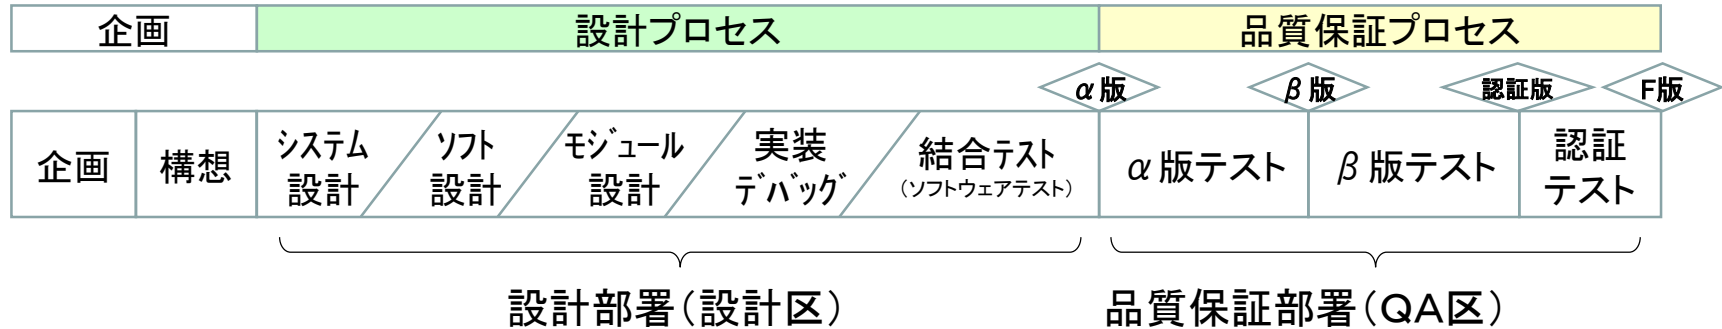 企画
設計プロセス
品質保証プロセス
α版
β版
認証版
F版
企画
構想
システム
設計
ソフト
設計
モジュール
設計
実装
デバッグ
結合テスト
（ソフトウェアテスト）
α版テスト
β版テスト
認証
テスト
設計部署（設計区）
品質保証部署（QA区）